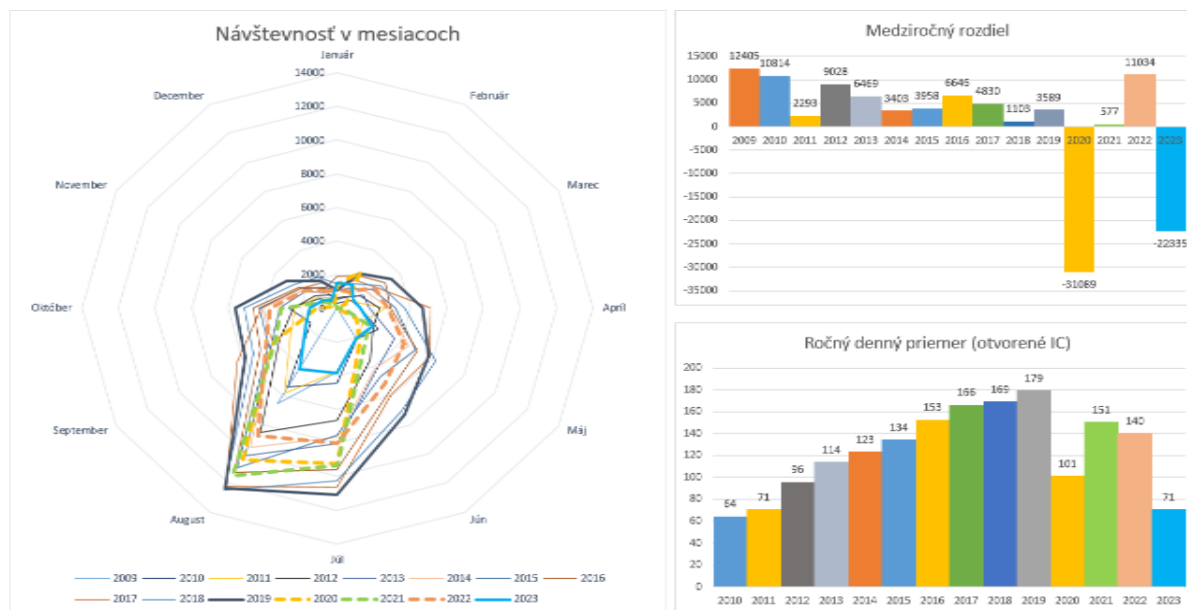 Návštevnosť v mesiacoch
Január
Február
Marec
Apríl
Máj
Jún
Júl
August
September
Október
November
December
14000
12000
10000
8000
6000
4000
2000
0
2009 2010 2011 2012 2013 2014 2015 2016
2017 2018 2019 2020 2021 2022 2023
Medziročný rozdiel
15000
10000
5000
0
-5000
-10000
-15000
-20000
-25000
-30000
-35000
12405 10814 2293 9028 6469 3403 3958 6645 4830 1103 3589 -31089 577 11034 -22335
2009 2010 2011 2012 2013 2014 2015 2016 2017 2018 2019 2020 2021 2022 2023
Ročný denný priemer (otvorené IC)
200
180
160
140
120
100
80
60
40
20
0
64 71 96 114 123 134 153 166 169 179 101 151 140 71
2010 2011 2012 2013 2014 2015 2016 2017 2018 2019 2020 2021 2022 2023